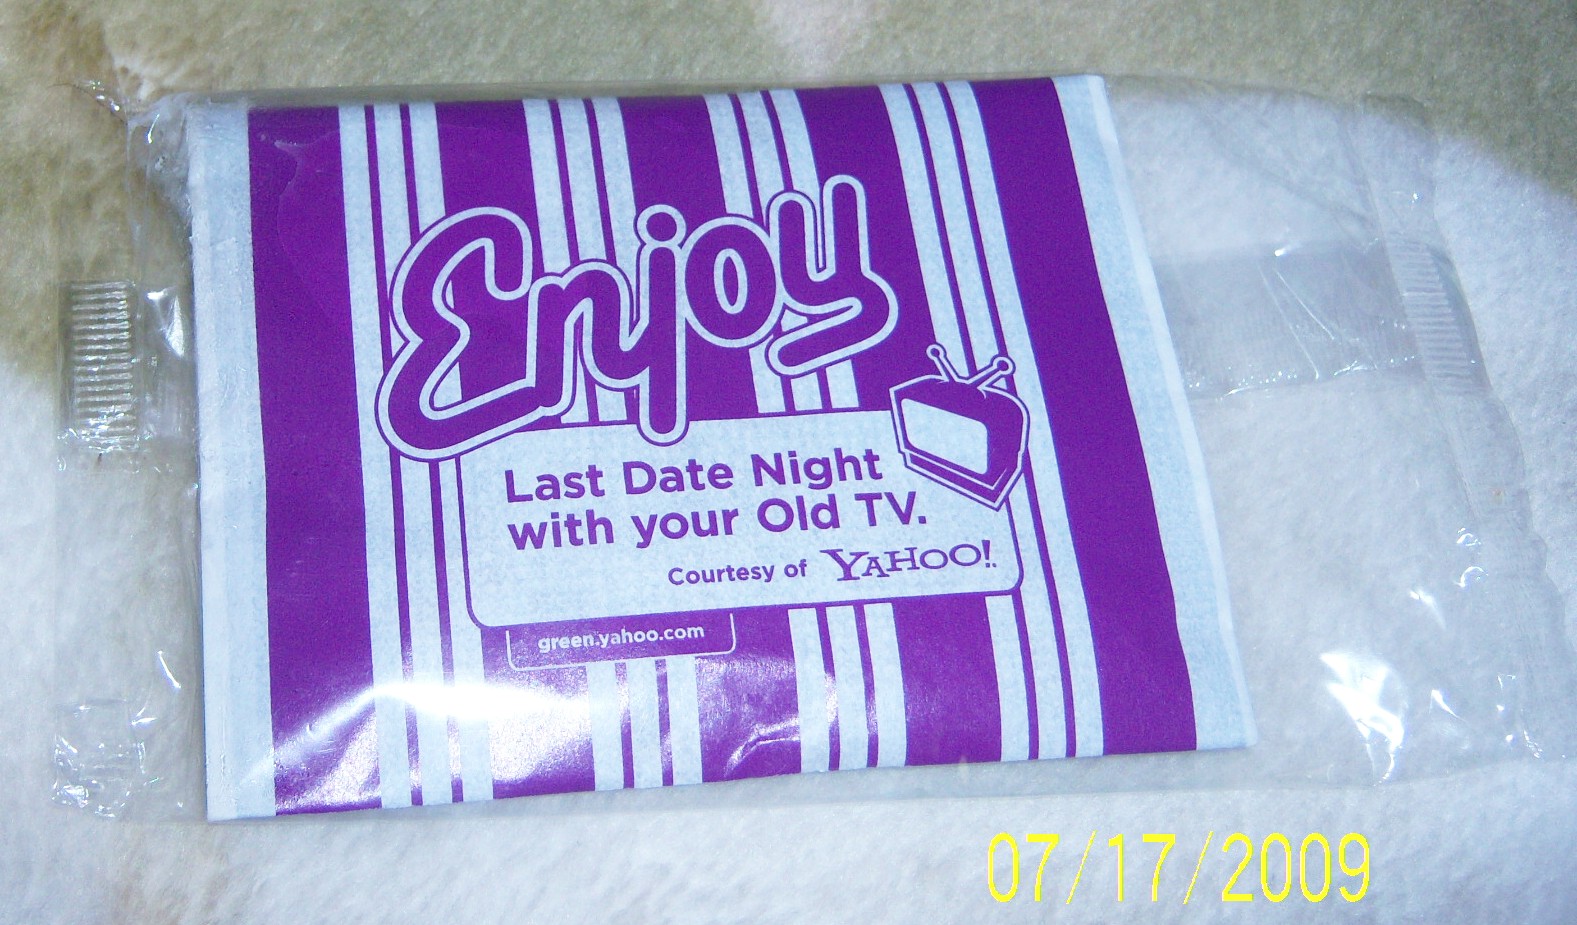 Enjoy
Last Date Night
with your Old TV.
Courtesy of YAHOO!
green.yahoo.com
07/17/2009